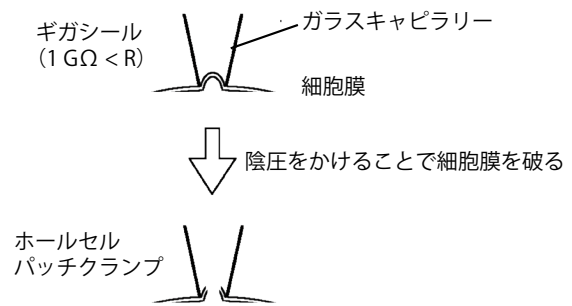 ギガシール
（1 GΩ < R）
ガラスキャピラリー
細胞膜
陰圧をかけることで細胞膜を破る
ホールセル
パッチクランプ